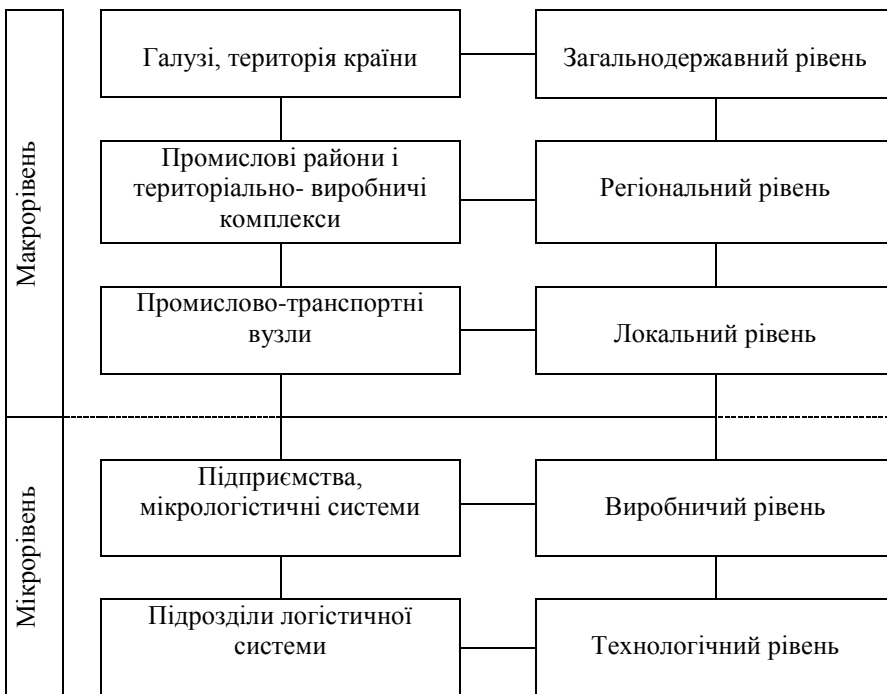 Макрорівень
Галузі, територія країни
Загальнодержавний рівень
Промислові райони і
територіально- виробничі
комплекси
Регіональний рівень
Промислово-транспортні
вузли
Локальний рівень
Мікрорівень
Підприємства,
мікрологістичні системи
Виробничий рівень
Підрозділи логістичної
системи
Технологічний рівень